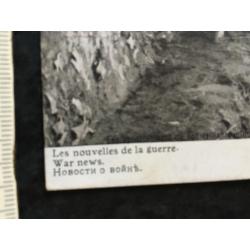 Les nouvelles de la guerre.
War news.
Новости о войнѣ.